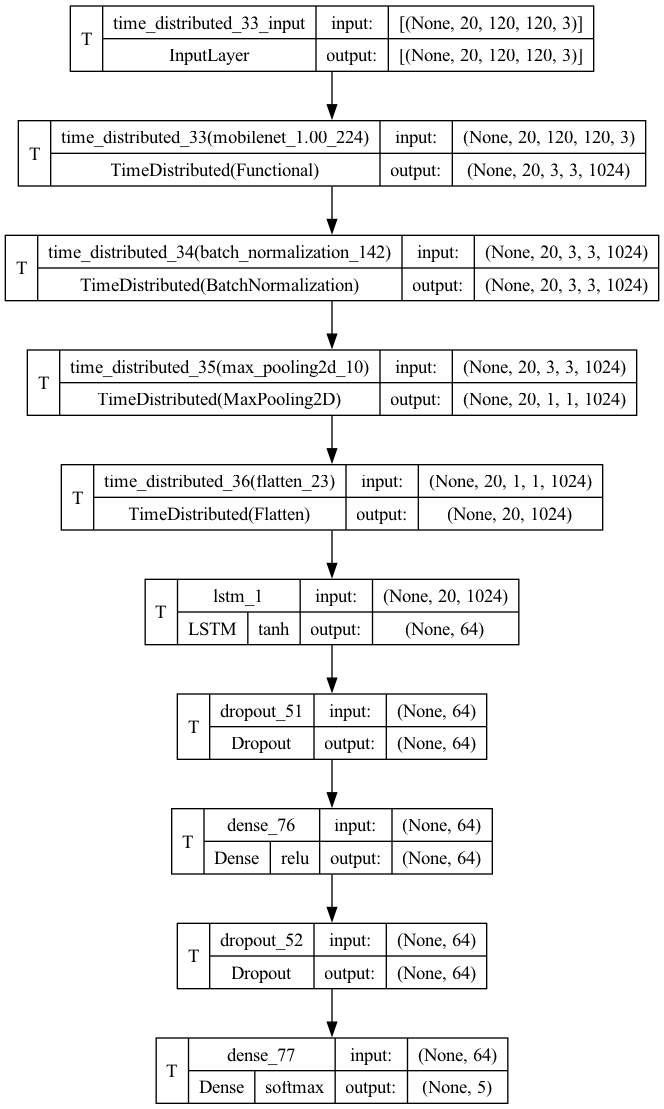 T time_distributed_33_input input: [(None, 20, 120, 120, 3)]
InputLayer output: [(None, 20, 120, 120, 3)]
T time_distributed_33(mobilenet_1.00_224) input: (None, 20, 120, 120, 3)
TimeDistributed(Functional) output: (None, 20, 3, 3, 1024)
T time_distributed_34(batch_normalization_142) input: (None, 20, 3, 3, 1024)
TimeDistributed(BatchNormalization) output: (None, 20, 3, 3, 1024)
T time_distributed_35(max_pooling2d_10) input: (None, 20, 3, 3, 1024)
TimeDistributed(MaxPooling2D) output: (None, 20, 1, 1, 1024)
T time_distributed_36(flatten_23) input: (None, 20, 1, 1, 1024)
TimeDistributed(Flatten) output: (None, 20, 1024)
T lstm_1 input: (None, 20, 1024)
LSTM tanh output: (None, 64)
T dropout_51 input: (None, 64)
Dropout output: (None, 64)
T dense_76 input: (None, 64)
Dense relu output: (None, 64)
T dropout_52 input: (None, 64)
Dropout output: (None, 64)
T dense_77 input: (None, 64)
Dense softmax output: (None, 5)